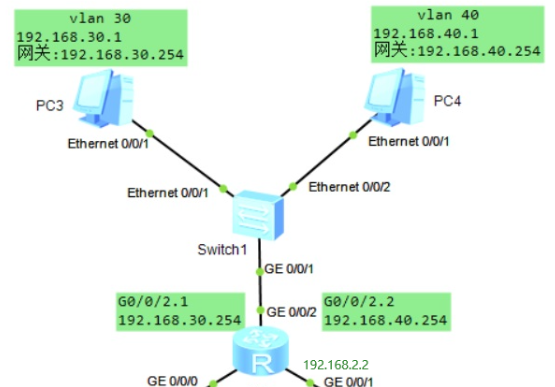 vlan 30
192.168.30.1
网关:192.168.30.254
vlan 40
192.168.40.1
网关:192.168.40.254
PC3
PC4
Ethernet 0/0/1
Ethernet 0/0/1
Ethernet 0/0/1
Ethernet 0/0/2
Switch1
GE 0/0/1
G0/0/2.1
192.168.30.254
GE 0/0/2
G0/0/2.2
192.168.40.254
R
192.168.2.2
GE 0/0/0
GE 0/0/1